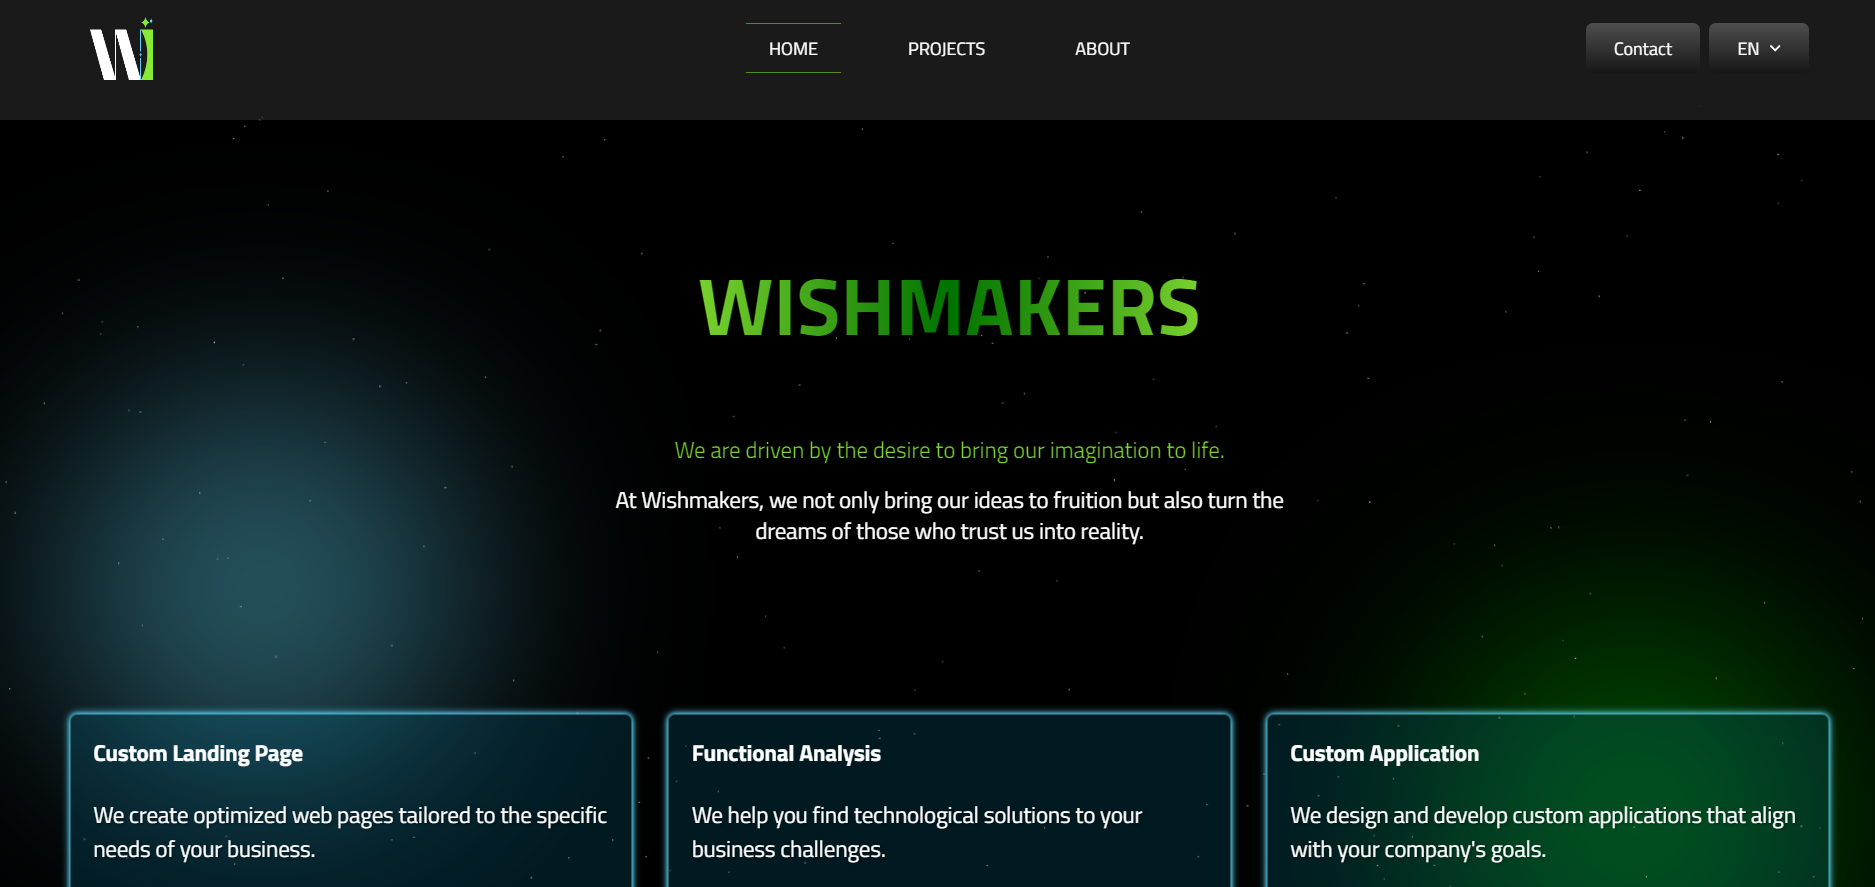 Wi
HOME
PROJECTS
ABOUT
Contact
EN
WISHMAKERS
We are driven by the desire to bring our imagination to life.
At Wishmakers, we not only bring our ideas to fruition but also turn the
dreams of those who trust us into reality.
Custom Landing Page
We create optimized web pages tailored to the specific
needs of your business.
Functional Analysis
We help you find technological solutions to your
business challenges.
Custom Application
We design and develop custom applications that align
with your company's goals.